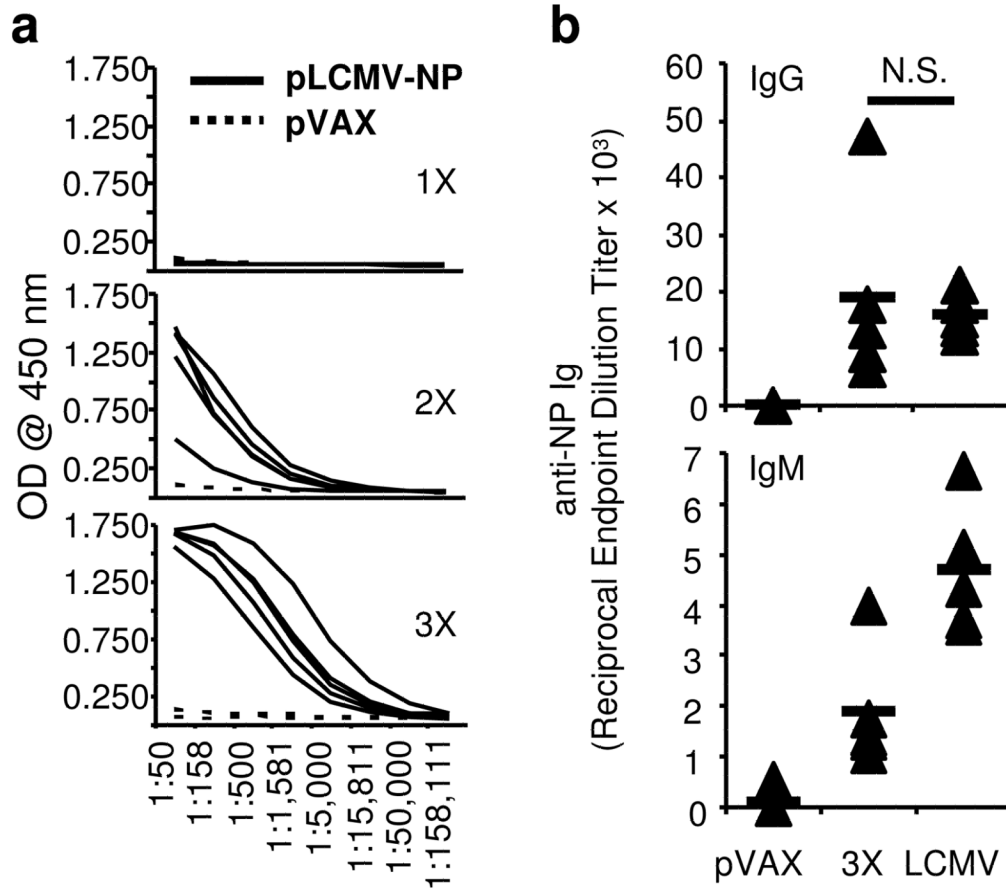 a
OD @ 450 nm
1.750
1.250
0.750
0.250
pLCMV-NP
pVAX
1X
1.750
1.250
0.750
0.250
2X
1.750
1.250
0.750
0.250
3X
1:50
1:158
1:500
1:1,581
1:5,000
1:15,811
1:50,000
1:158,111
b
anti-NP Ig
(Reciprocal Endpoint Dilution Titer x 10³)
60
50
40
30
20
10
0
IgG
N.S.
7
6
5
4
3
2
1
0
IgM
pVAX
3X
LCMV